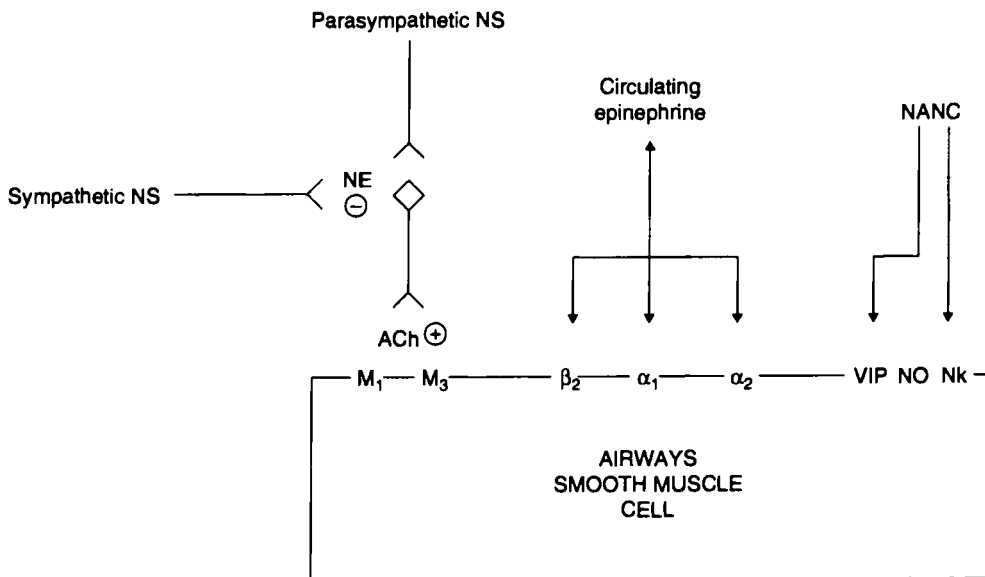 Parasympathetic NS
Circulating
epinephrine
NANC
Sympathetic NS
NE
⊖
ACh ⊕
M₁ M₃ β₂ α₁ α₂ VIP NO Nk
AIRWAYS
SMOOTH MUSCLE
CELL